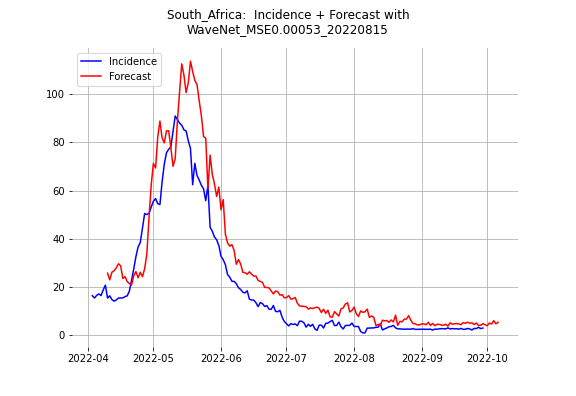 South_Africa:  Incidence + Forecast with
WaveNet_MSE0.00053_20220815
Incidence
Forecast
100
80
60
40
20
0
2022-04 2022-05 2022-06 2022-07 2022-08 2022-09 2022-10